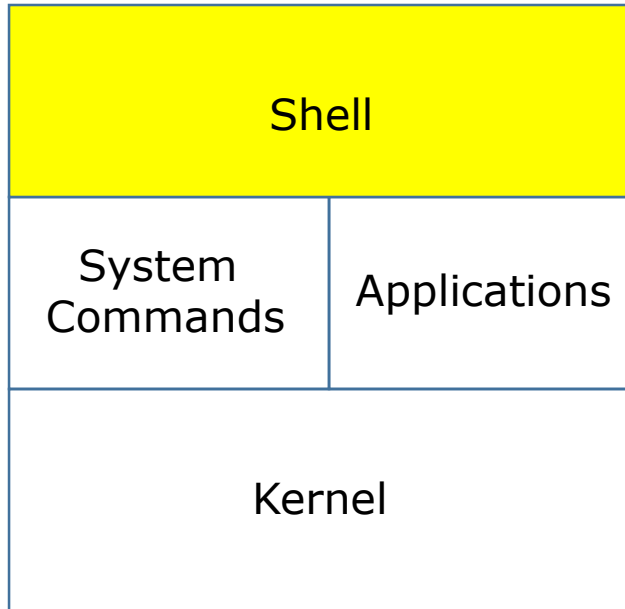 Shell
System
Commands
Applications
Kernel